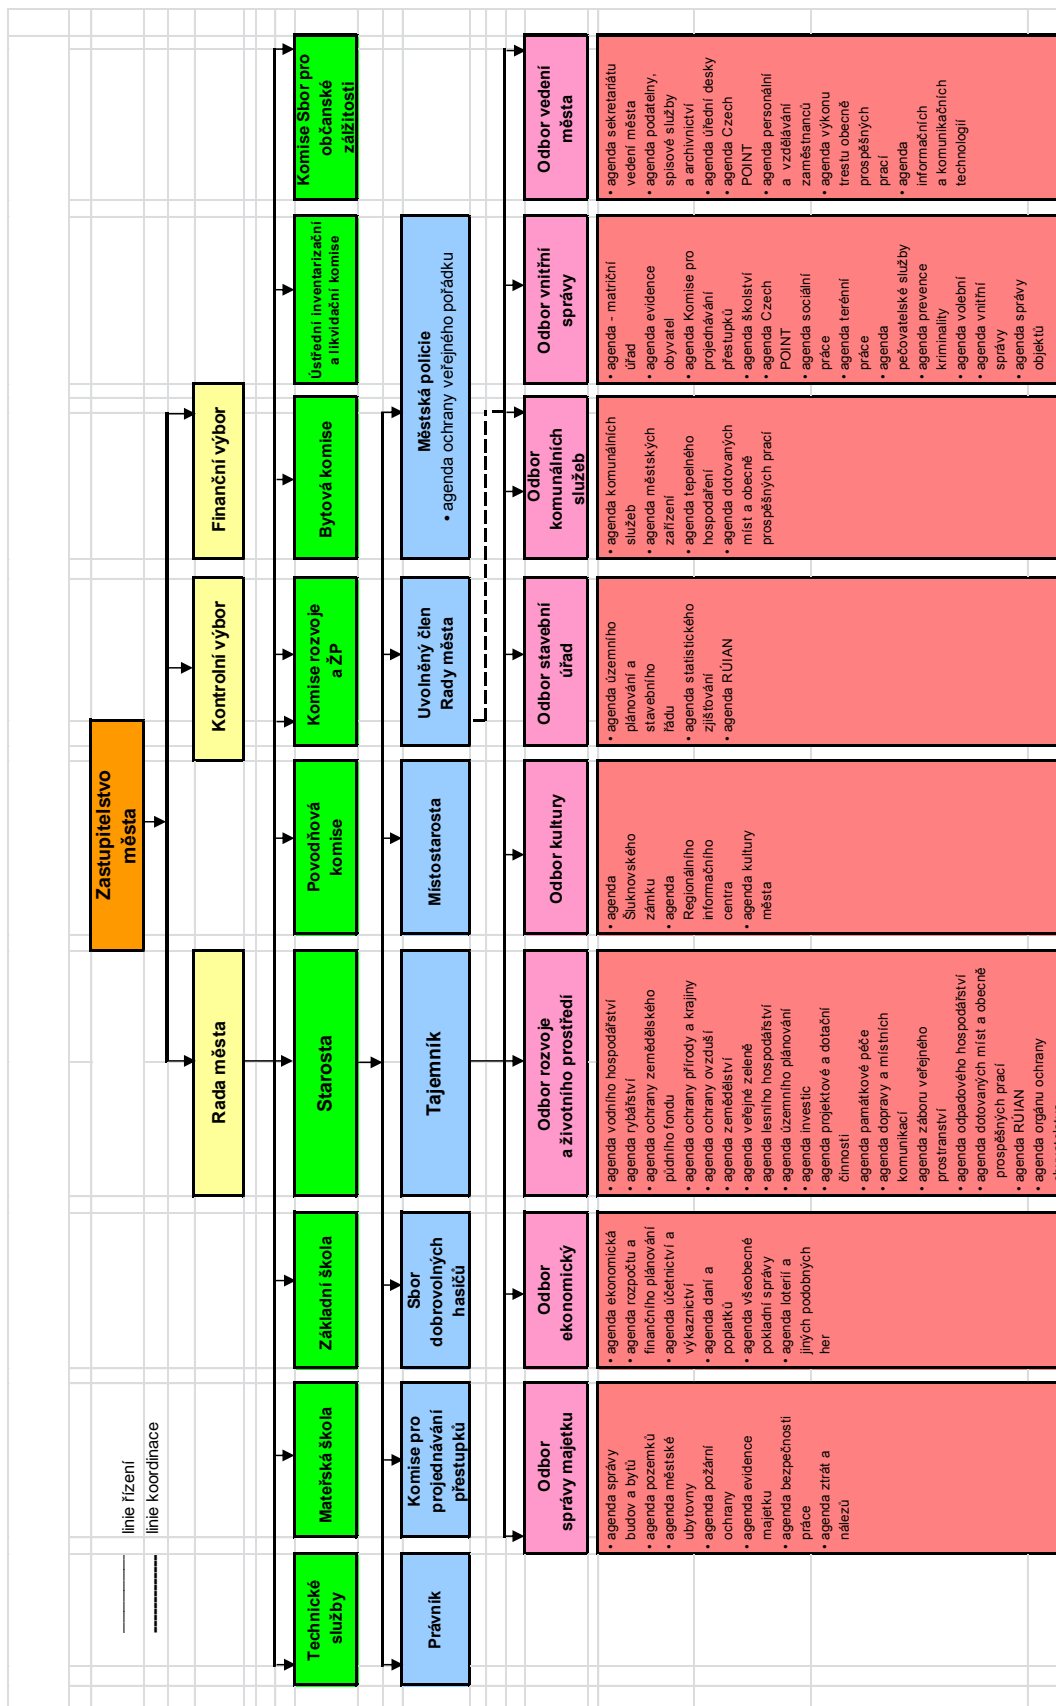 Zastupitelstvo
města
Rada města
Kontrolní výbor
Finanční výbor
linie řízení
linie koordinace
Technické
služby
Mateřská škola
Základní škola
Starosta
Povodňová
komise
Komise rozvoje
a ŽP
Bytová komise
Ústřední inventarizační
a likvidační komise
Komise Sbor pro
občanské
zálžitosti
Právník
Komise pro
projednávání
přestupků
Sbor
dobrovolných
hasičů
Tajemník
Místostarosta
Uvolněný člen
Rady města
Městská policie
• agenda ochrany veřejného pořádku
Odbor
správy majetku
Odbor
ekonomický
Odbor rozvoje
a životního prostředí
Odbor kultury
Odbor stavební
úřad
Odbor
komunálních
služeb
Odbor vnitřní
správy
Odbor vedení
města
• agenda správy
budov a bytů
• agenda pozemků
• agenda městské
ubytovny
• agenda požární
ochrany
• agenda evidence
majetku
• agenda bezpečnosti
práce
• agenda ztrát a
nálezů
• agenda ekonomická
• agenda rozpočtu a
finančního plánování
• agenda účetnictví a
výkaznictví
• agenda daní a
poplatků
• agenda všeobecné
pokladní správy
• agenda loterií a
jiných podobných
her
• agenda vodního hospodářství
• agenda rybářství
• agenda ochrany zemědělského
půdního fondu
• agenda ochrany přírody a krajiny
• agenda ochrany ovzduší
• agenda zemědělství
• agenda veřejné zeleně
• agenda lesního hospodářství
• agenda územního plánování
• agenda investic
• agenda projektové a dotační
činnosti
• agenda památkové péče
• agenda dopravy a místních
komunikací
• agenda záboru veřejného
prostranství
• agenda odpadového hospodářství
• agenda dotovaných míst a obecně
prospěšných prací
• agenda RÚIAN
• agenda orgánu ochrany
• agenda
Šluknovského
zámku
• agenda
Regionálního
informačního
centra
• agenda kultury
města
• agenda územního
plánování a
stavebního
řádu
• agenda statistického
zjišťování
• agenda RÚIAN
• agenda komunálních
služeb
• agenda městských
zařízení
• agenda tepelného
hospodaření
• agenda dotovaných
míst a obecně
prospěšných prací
• agenda - matriční
úřad
• agenda evidence
obyvatel
• agenda Komise pro
projednávání
přestupků
• agenda školství
• agenda Czech
POINT
• agenda sociální
práce
• agenda terénní
práce
• agenda
pečovatelské služby
• agenda prevence
kriminality
• agenda volební
• agenda vnitřní
správy
• agenda správy
objektů
• agenda sekretariátu
vedení města
• agenda podatelny,
spisové služby
a archivnictví
• agenda úřední desky
• agenda Czech
POINT
• agenda personální
a vzdělávání
zaměstnanců
• agenda výkonu
trestu obecně
prospěšných
prací
• agenda
informačních
a komunikačních
technologií